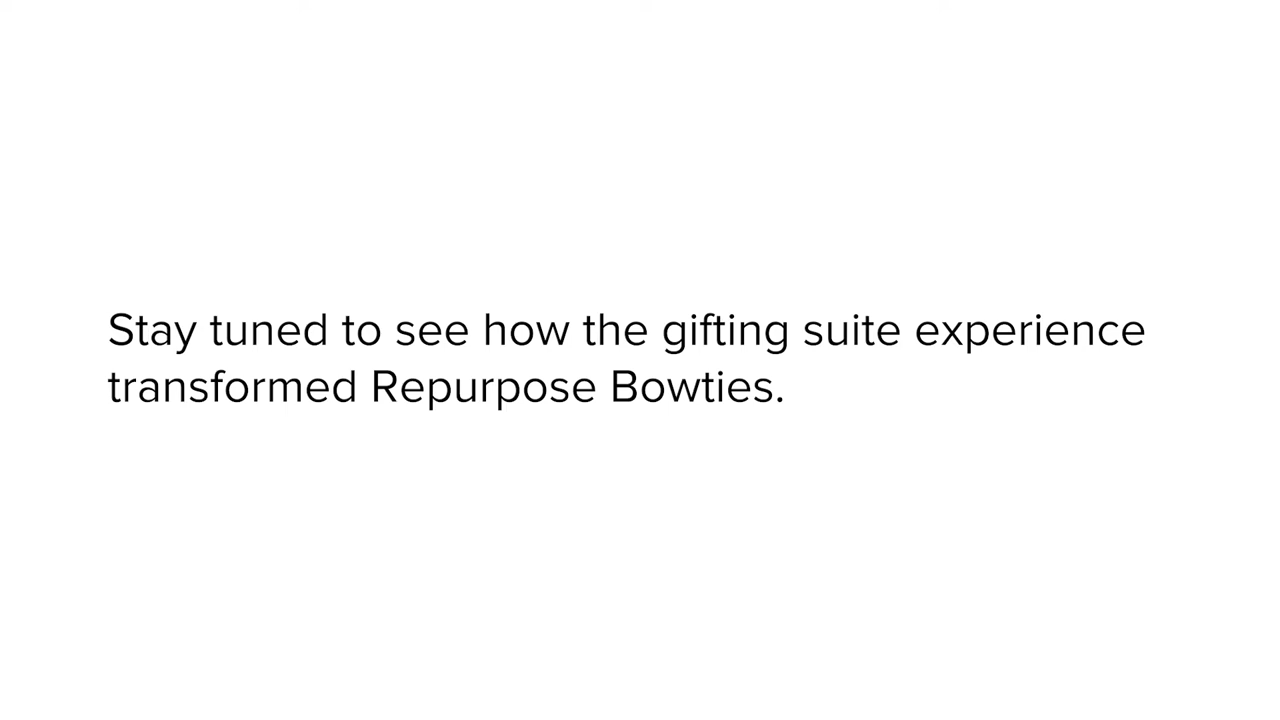 Stay tuned to see how the gifting suite experience
transformed Repurpose Bowties.